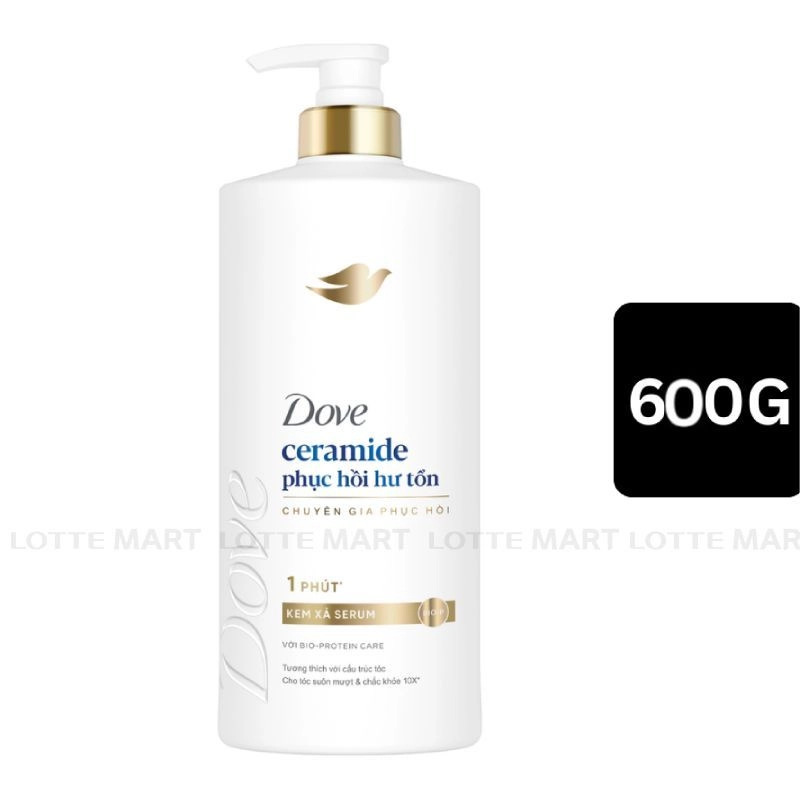 Dove
ceramide
phục hồi hư tổn
CHUYÊN GIA PHỤC HỒI
1 PHÚT*
KEM XẢ SERUM
VỚI BIO-PROTEIN CARE
Tương thích với cấu trúc tóc
Cho tóc suôn mượt & chắc khỏe 10X*
Dove
600G
LOTTE MART LOTTE MART LOTTE MART LOTTE MART